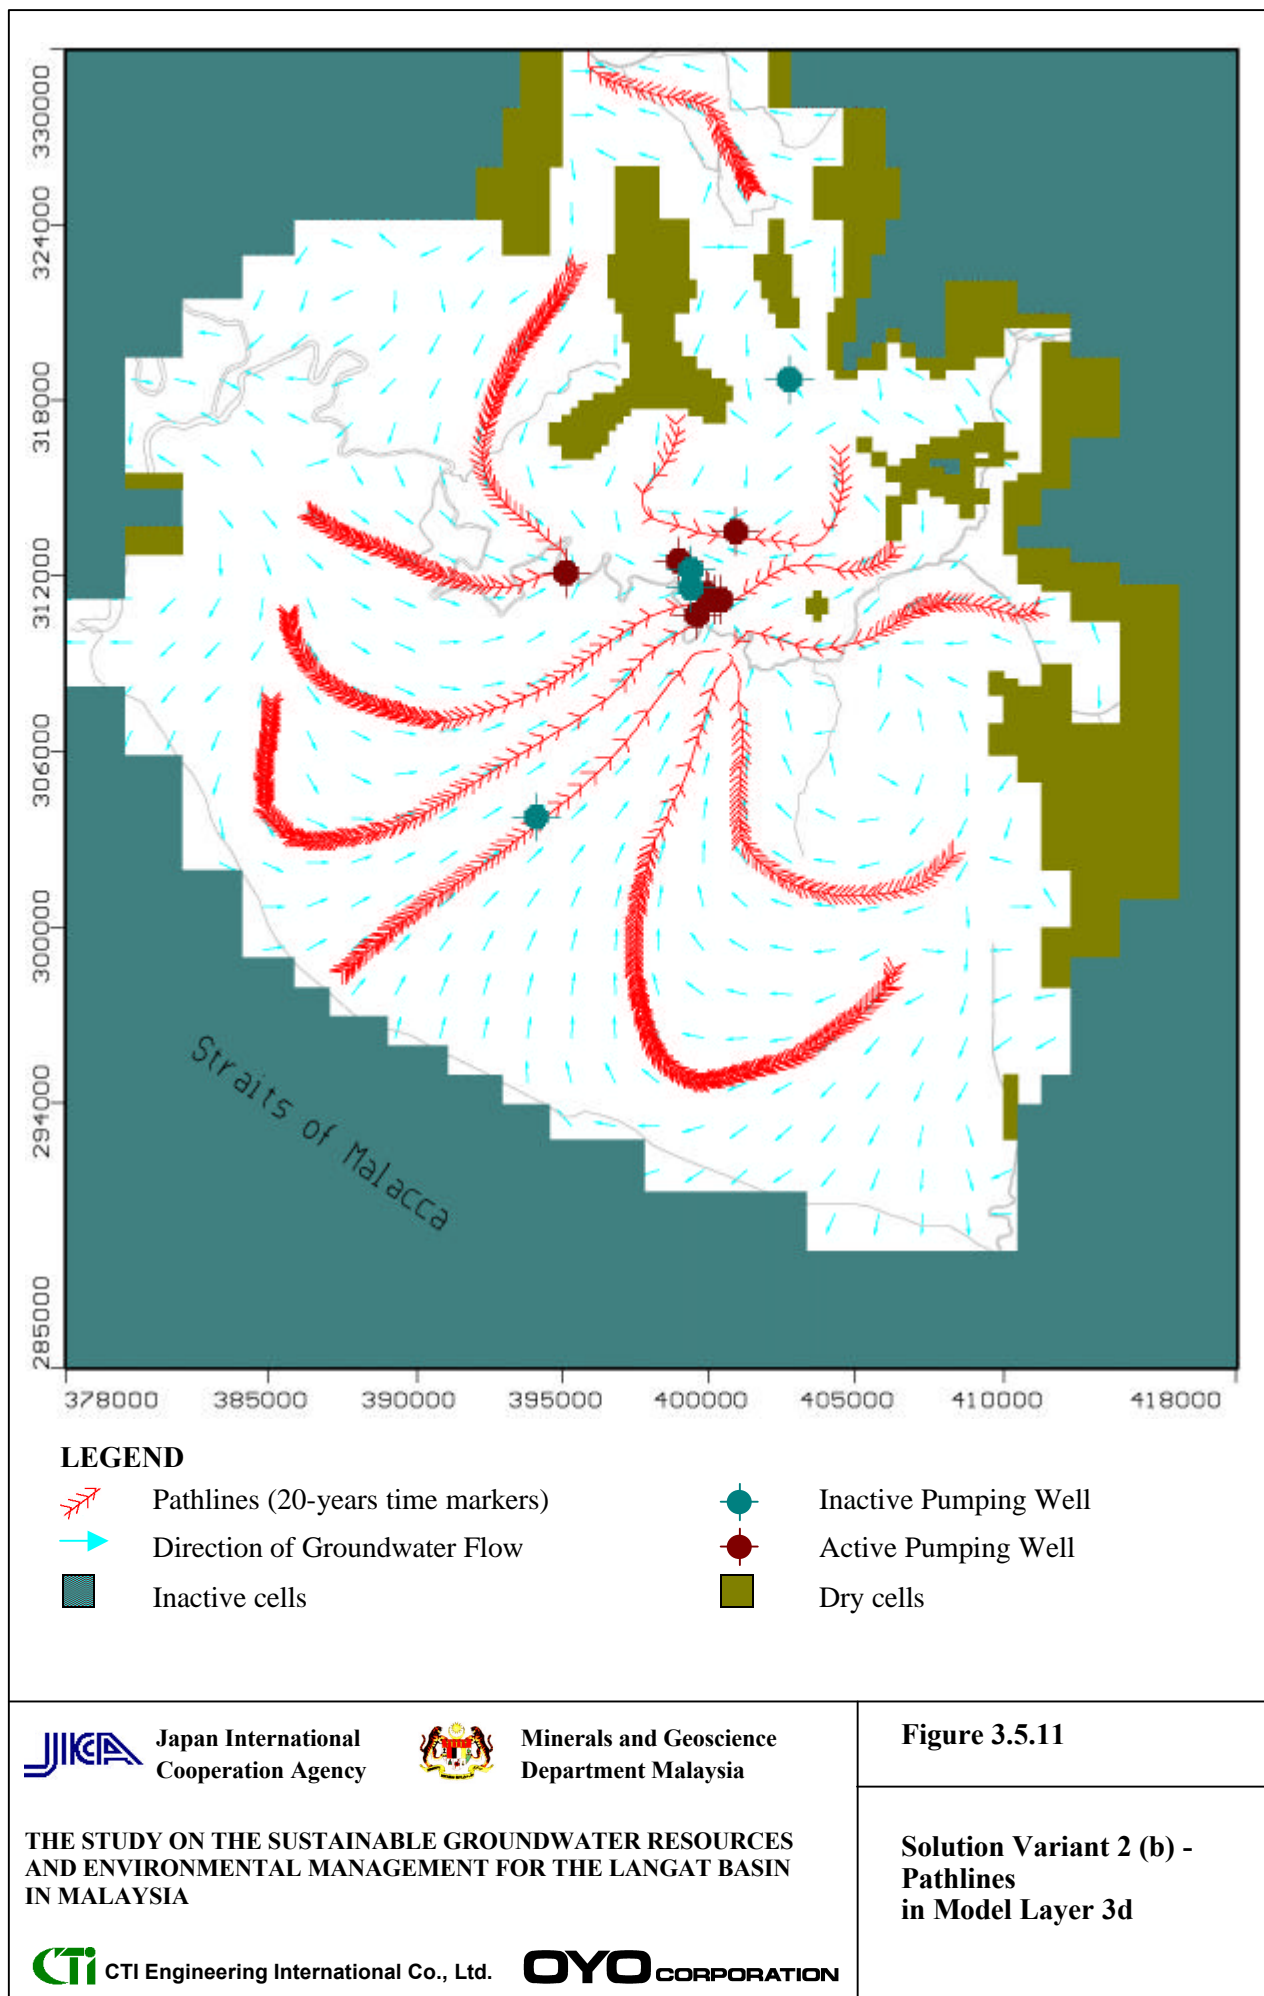 330000
324000
318000
312000
306000
300000
294000
285000
Straits of Malacca
378000 385000 390000 395000 400000 405000 410000 418000
LEGEND
Pathlines (20-years time markers)
Inactive Pumping Well
Direction of Groundwater Flow
Active Pumping Well
Inactive cells
Dry cells
JICA
Japan International
Cooperation Agency
Minerals and Geoscience
Department Malaysia
Figure 3.5.11
THE STUDY ON THE SUSTAINABLE GROUNDWATER RESOURCES
AND ENVIRONMENTAL MANAGEMENT FOR THE LANGAT BASIN
IN MALAYSIA
Solution Variant 2 (b) -
Pathlines
in Model Layer 3d
CTi CTI Engineering International Co., Ltd.
OYO CORPORATION